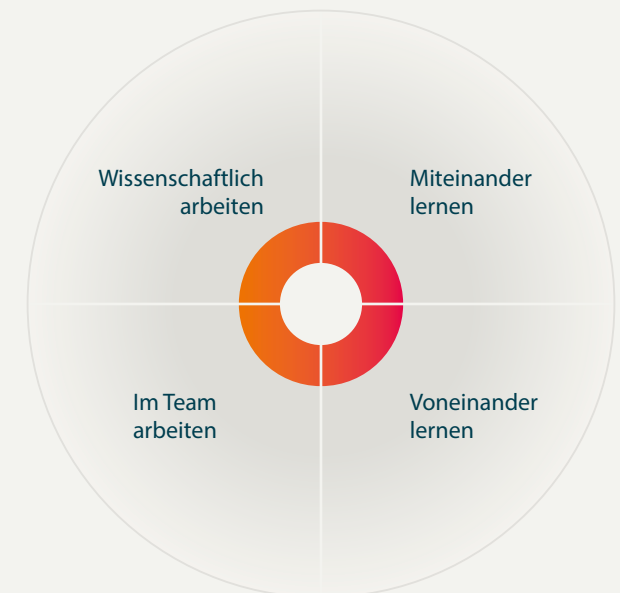 Wissenschaftlich
arbeiten
Miteinander
lernen
Im Team
arbeiten
Voneinander
lernen